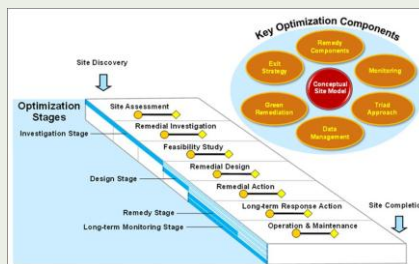 Key Optimization Components
Remedy
Components
Exit
Strategy
Monitoring
Conceptual
Site Model
Green
Remediation
Triad
Approach
Data
Management
Site
Discovery
Optimization
Stages
Investigation Stage
Design Stage
Remedy Stage
Long-term Monitoring Stage
Site Assessment
Remedial Investigation
Feasibility Study
Remedial Design
Remedial Action
Long-term Response Action
Operation & Maintenance
Site
Completi